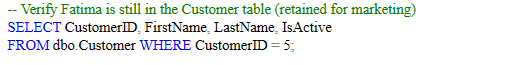 -- Verify Fatima is still in the Customer table (retained for marketing)
SELECT CustomerID, FirstName, LastName, IsActive
FROM dbo.Customer WHERE CustomerID = 5;